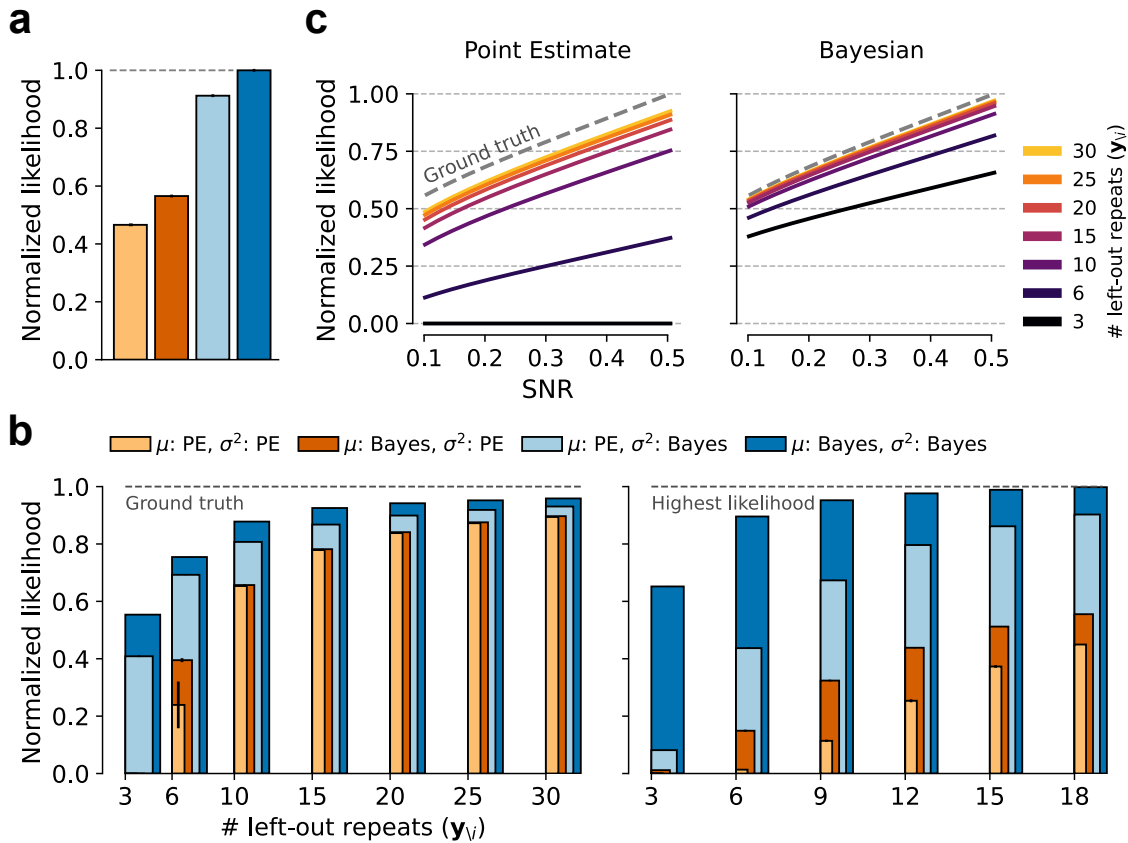 a
Normalized likelihood
1.0
0.8
0.6
0.4
0.2
0.0
c
Point Estimate
Bayesian
Normalized likelihood
1.00
0.75
0.50
0.25
0.00
Ground truth
0.1 0.2 0.3 0.4 0.5
SNR
0.1 0.2 0.3 0.4 0.5
30
25
20
15
10
6
3
# left-out repeats (y\i)
b
μ: PE, σ²: PE
μ: Bayes, σ²: PE
μ: PE, σ²: Bayes
μ: Bayes, σ²: Bayes
Normalized likelihood
1.0
0.8
0.6
0.4
0.2
0.0
Ground truth
3 6 10 15 20 25 30
# left-out repeats (y\i)
Highest likelihood
3 6 9 12 15 18